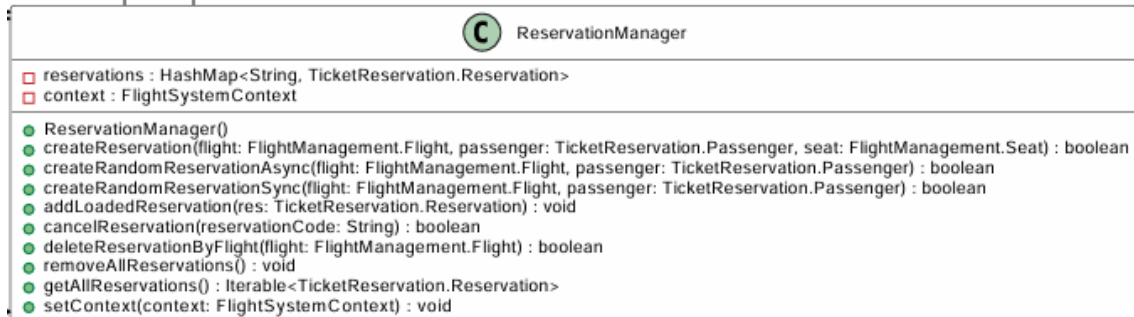 C ReservationManager
reservations : HashMap<String, TicketReservation.Reservation>
context : FlightSystemContext
ReservationManager()
createReservation(flight: FlightManagement.Flight, passenger: TicketReservation.Passenger, seat: FlightManagement.Seat) : boolean
createRandomReservationAsync(flight: FlightManagement.Flight, passenger: TicketReservation.Passenger) : boolean
createRandomReservationSync(flight: FlightManagement.Flight, passenger: TicketReservation.Passenger) : boolean
addLoadedReservation(res: TicketReservation.Reservation) : void
cancelReservation(reservationCode: String) : boolean
deleteReservationByFlight(flight: FlightManagement.Flight) : boolean
removeAllReservations() : void
getAllReservations() : Iterable<TicketReservation.Reservation>
setContext(context: FlightSystemContext) : void